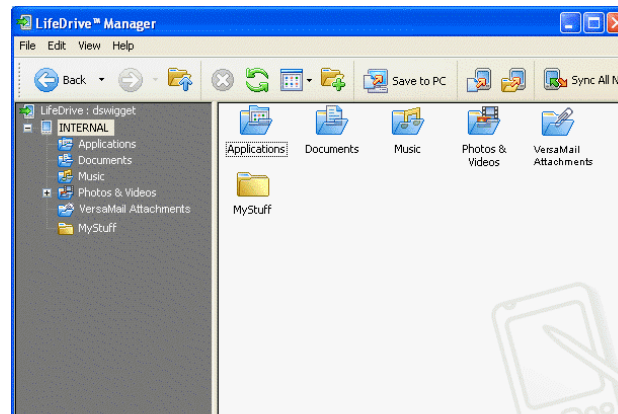 LifeDrive™ Manager
File Edit View Help
Back Save to PC Sync All N
LifeDrive : dswigget
INTERNAL
Applications
Documents
Music
Photos & Videos
VersaMail Attachments
MyStuff
Applications Documents Music Photos & VersaMail
Videos Attachments
MyStuff